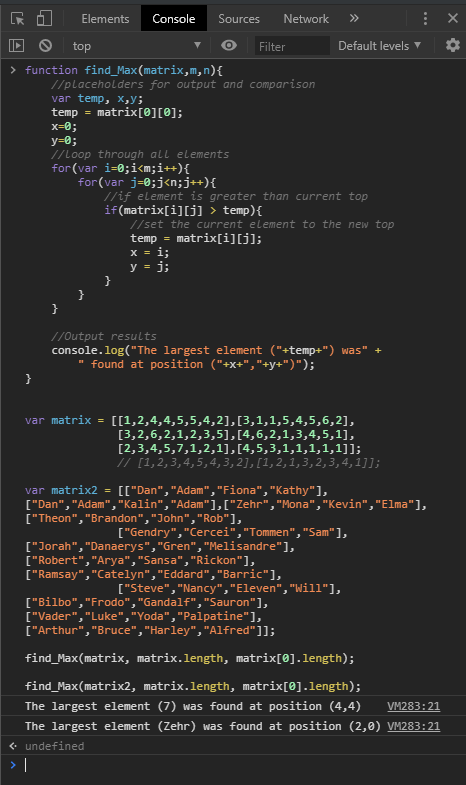 Elements Console Sources Network »
top Filter Default levels
> function find_Max(matrix,m,n){
//placeholders for output and comparison
var temp, x,y;
temp = matrix[0][0];
x=0;
y=0;
//loop through all elements
for(var i=0;i<m;i++){
for(var j=0;j<n;j++){
//if element is greater than current top
if(matrix[i][j] > temp){
//set the current element to the new top
temp = matrix[i][j];
x = i;
y = j;
}
}
}
//Output results
console.log("The largest element ("+temp+") was" +
" found at position ("+x+","+y+")");
}
var matrix = [[1,2,4,4,5,5,4,2],[3,1,1,5,4,5,6,2],
[3,2,6,2,1,2,3,5],[4,6,2,1,3,4,5,1],
[2,3,4,5,7,1,2,1],[4,5,3,1,1,1,1,1]];
// [1,2,3,4,5,4,3,2],[1,2,1,3,2,3,4,1]];
var matrix2 = [["Dan","Adam","Fiona","Kathy"],
["Dan","Adam","Kalin","Adam"],["Zehr","Mona","Kevin","Elma"],
["Theon","Brandon","John","Rob"],
["Gendry","Cercei","Tommen","Sam"],
["Jorah","Danaerys","Gren","Melisandre"],
["Robert","Arya","Sansa","Rickon"],
["Ramsay","Catelyn","Eddard","Barric"],
["Steve","Nancy","Eleven","Will"],
["Bilbo","Frodo","Gandalf","Sauron"],
["Vader","Luke","Yoda","Palpatine"],
["Arthur","Bruce","Harley","Alfred"]];
find_Max(matrix, matrix.length, matrix[0].length);
find_Max(matrix2, matrix.length, matrix[0].length);
The largest element (7) was found at position (4,4) VM283:21
The largest element (Zehr) was found at position (2,0) VM283:21
undefined
>